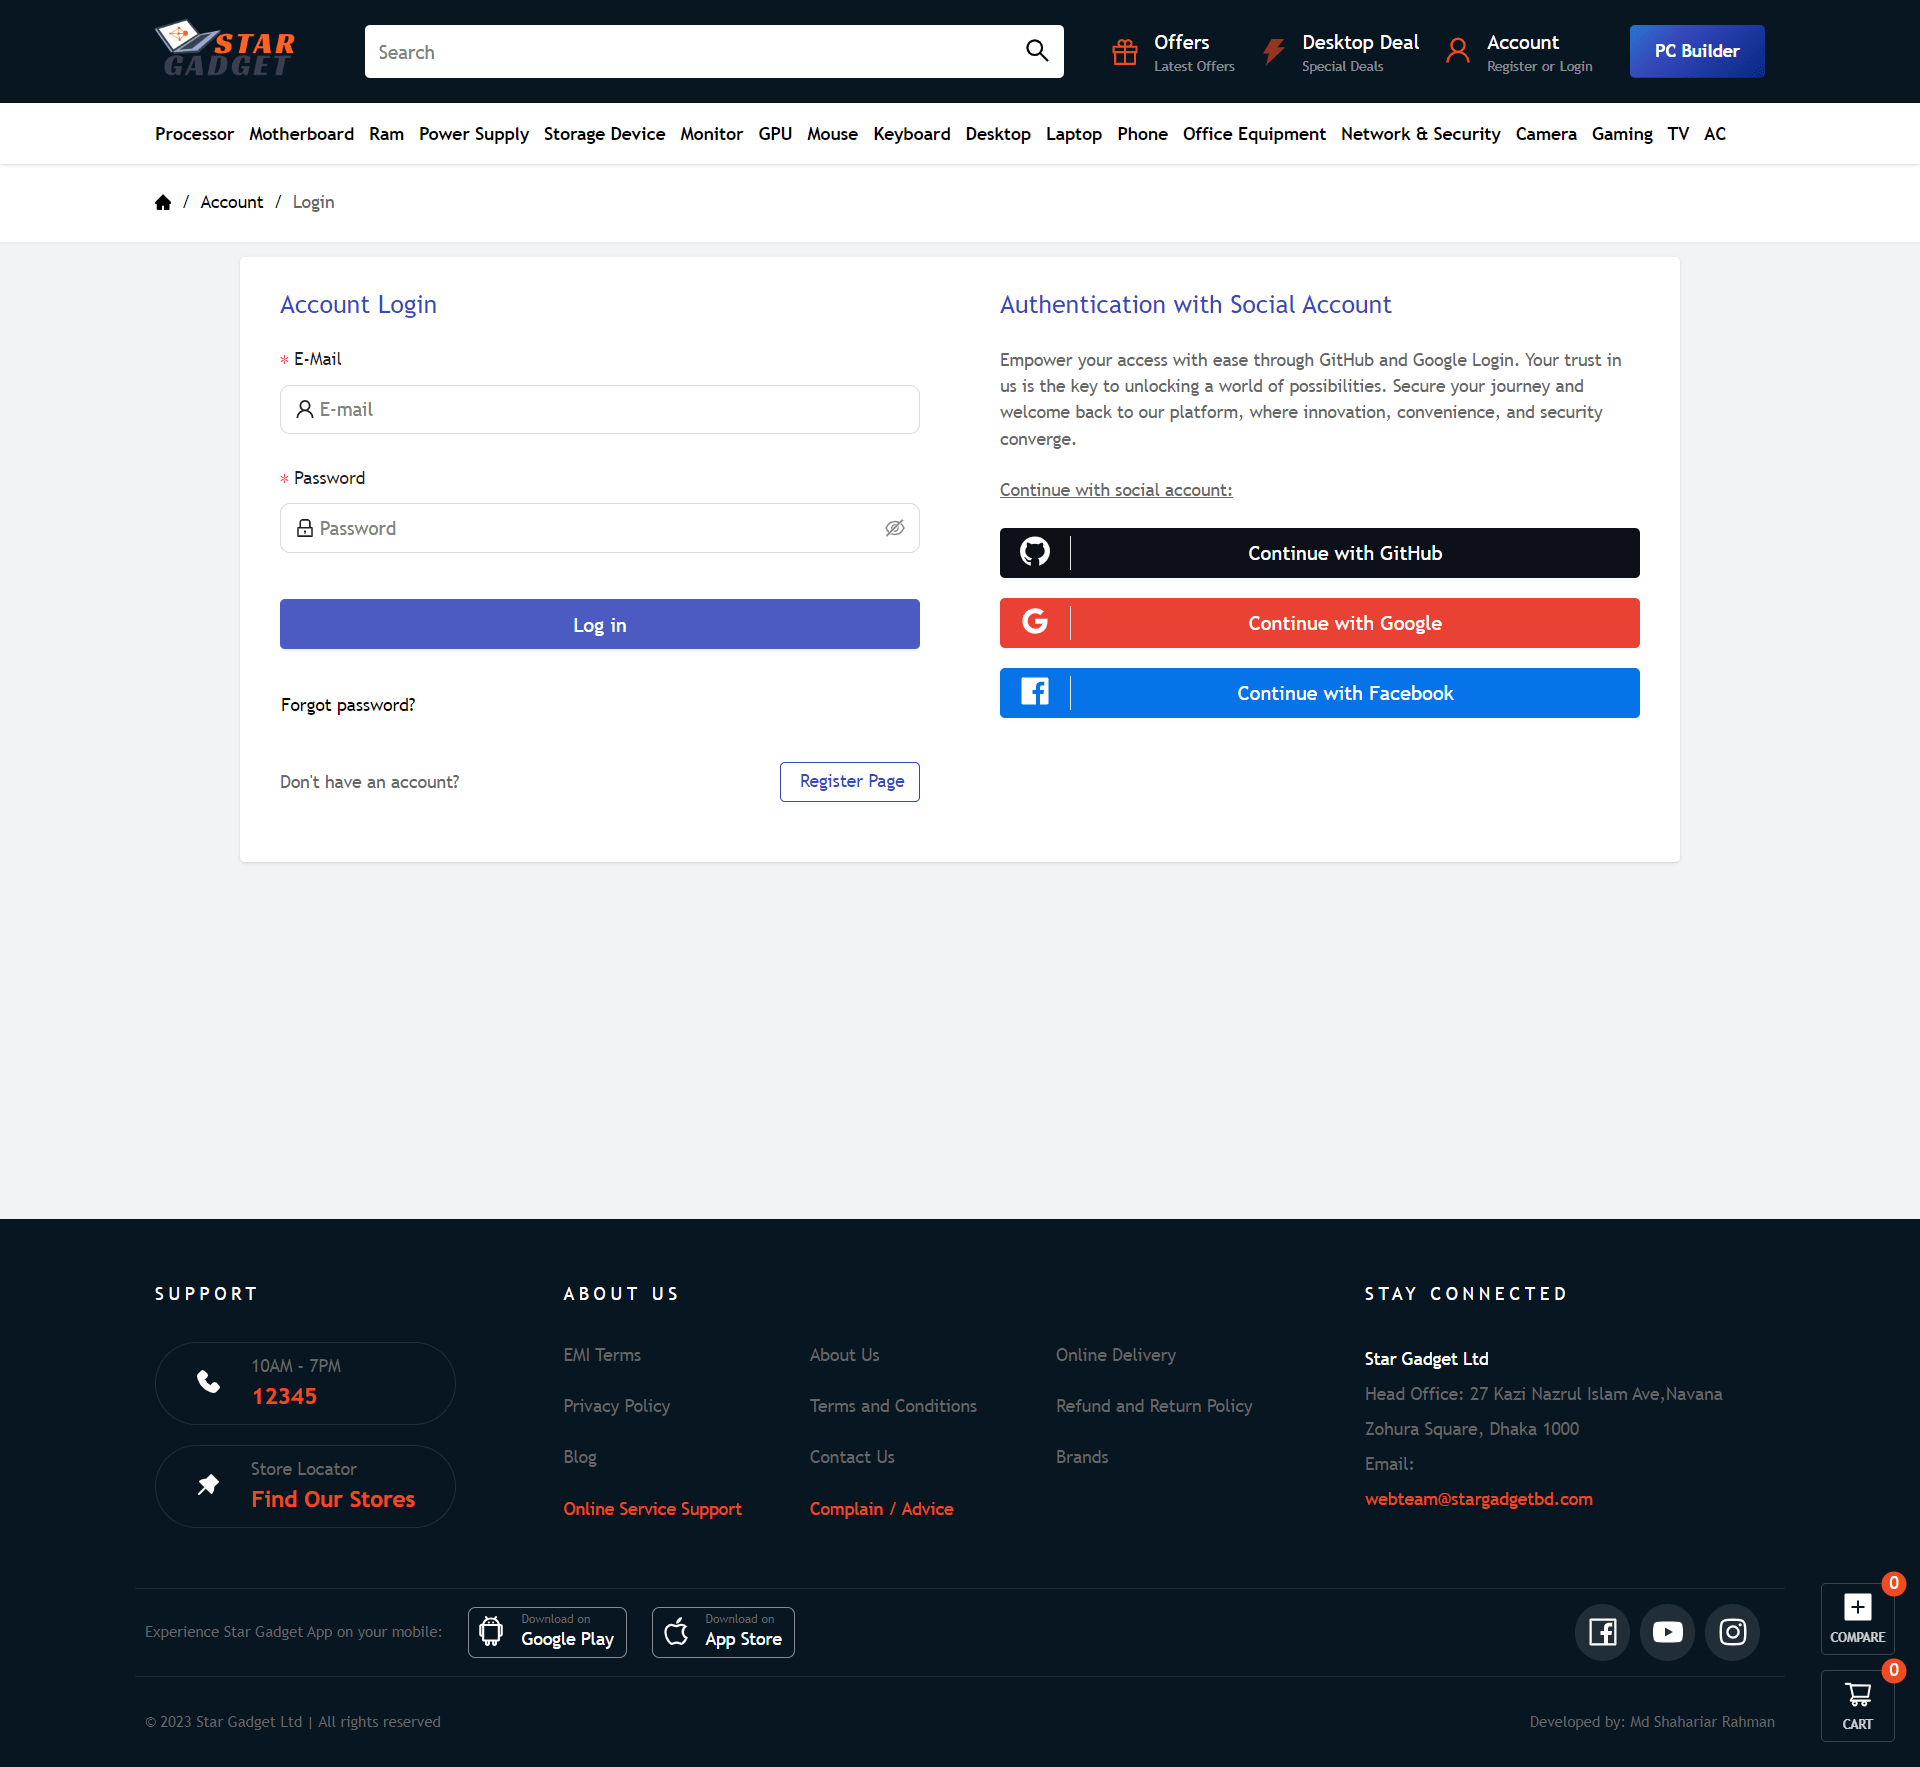 STAR
GADGET
Search
Offers
Latest Offers
Desktop Deal
Special Deals
Account
Register or Login
PC Builder
Processor Motherboard Ram Power Supply Storage Device Monitor GPU Mouse Keyboard Desktop Laptop Phone Office Equipment Network & Security Camera Gaming TV AC
/ Account / Login
Account Login
* E-Mail
E-mail
* Password
Password
Log in
Forgot password?
Don't have an account?
Register Page
Authentication with Social Account
Empower your access with ease through GitHub and Google Login. Your trust in
us is the key to unlocking a world of possibilities. Secure your journey and
welcome back to our platform, where innovation, convenience, and security
converge.
Continue with social account:
Continue with GitHub
Continue with Google
Continue with Facebook
SUPPORT
10AM - 7PM
12345
Store Locator
Find Our Stores
ABOUT US
EMI Terms
About Us
Online Delivery
Privacy Policy
Terms and Conditions
Refund and Return Policy
Blog
Contact Us
Brands
Online Service Support
Complain / Advice
STAY CONNECTED
Star Gadget Ltd
Head Office: 27 Kazi Nazrul Islam Ave,Navana
Zohura Square, Dhaka 1000
Email:
webteam@stargadgetbd.com
Experience Star Gadget App on your mobile:
Download on
Google Play
Download on
App Store
0
COMPARE
0
CART
© 2023 Star Gadget Ltd | All rights reserved
Developed by: Md Shahariar Rahman